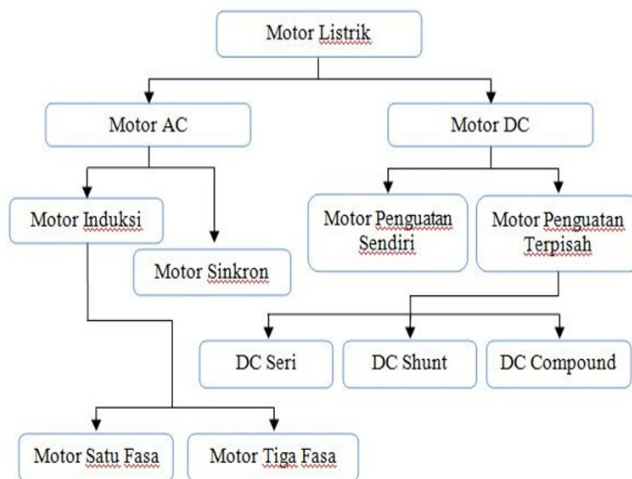 Motor Listrik
Motor AC
Motor DC
Motor Induksi
Motor Sinkron
Motor Penguatan
Sendiri
Motor Penguatan
Terpisah
DC Seri
DC Shunt
DC Compound
Motor Satu Fasa
Motor Tiga Fasa